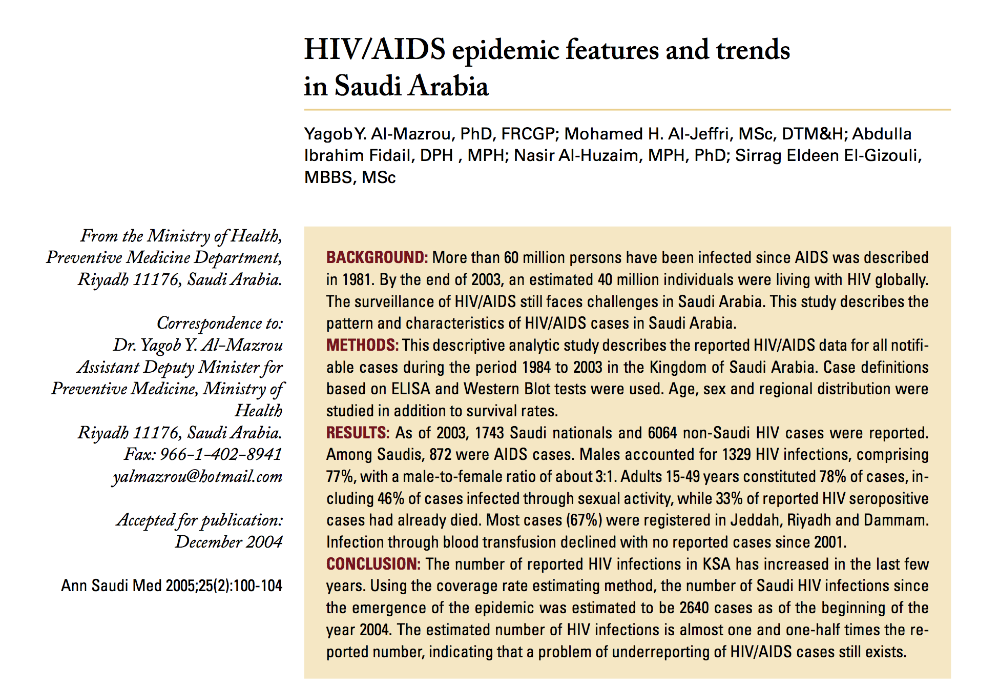 HIV/AIDS epidemic features and trends
in Saudi Arabia
Yagob Y. Al-Mazrou, PhD, FRCGP; Mohamed H. Al-Jeffri, MSc, DTM&H; Abdulla
Ibrahim Fidail, DPH , MPH; Nasir Al-Huzaim, MPH, PhD; Sirrag Eldeen El-Gizouli,
MBBS, MSc
From the Ministry of Health,
Preventive Medicine Department,
Riyadh 11176, Saudi Arabia.
Correspondence to:
Dr. Yagob Y. Al-Mazrou
Assistant Deputy Minister for
Preventive Medicine, Ministry of
Health
Riyadh 11176, Saudi Arabia.
Fax: 966-1-402-8941
yalmazrou@hotmail.com
Accepted for publication:
December 2004
Ann Saudi Med 2005;25(2):100-104
BACKGROUND: More than 60 million persons have been infected since AIDS was described
in 1981. By the end of 2003, an estimated 40 million individuals were living with HIV globally.
The surveillance of HIV/AIDS still faces challenges in Saudi Arabia. This study describes the
pattern and characteristics of HIV/AIDS cases in Saudi Arabia.
METHODS: This descriptive analytic study describes the reported HIV/AIDS data for all notifi-
able cases during the period 1984 to 2003 in the Kingdom of Saudi Arabia. Case definitions
based on ELISA and Western Blot tests were used. Age, sex and regional distribution were
studied in addition to survival rates.
RESULTS: As of 2003, 1743 Saudi nationals and 6064 non-Saudi HIV cases were reported.
Among Saudis, 872 were AIDS cases. Males accounted for 1329 HIV infections, comprising
77%, with a male-to-female ratio of about 3:1. Adults 15-49 years constituted 78% of cases, in-
cluding 46% of cases infected through sexual activity, while 33% of reported HIV seropositive
cases had already died. Most cases (67%) were registered in Jeddah, Riyadh and Dammam.
Infection through blood transfusion declined with no reported cases since 2001.
CONCLUSION: The number of reported HIV infections in KSA has increased in the last few
years. Using the coverage rate estimating method, the number of Saudi HIV infections since
the emergence of the epidemic was estimated to be 2640 cases as of the beginning of the
year 2004. The estimated number of HIV infections is almost one and one-half times the re-
ported number, indicating that a problem of underreporting of HIV/AIDS cases still exists.